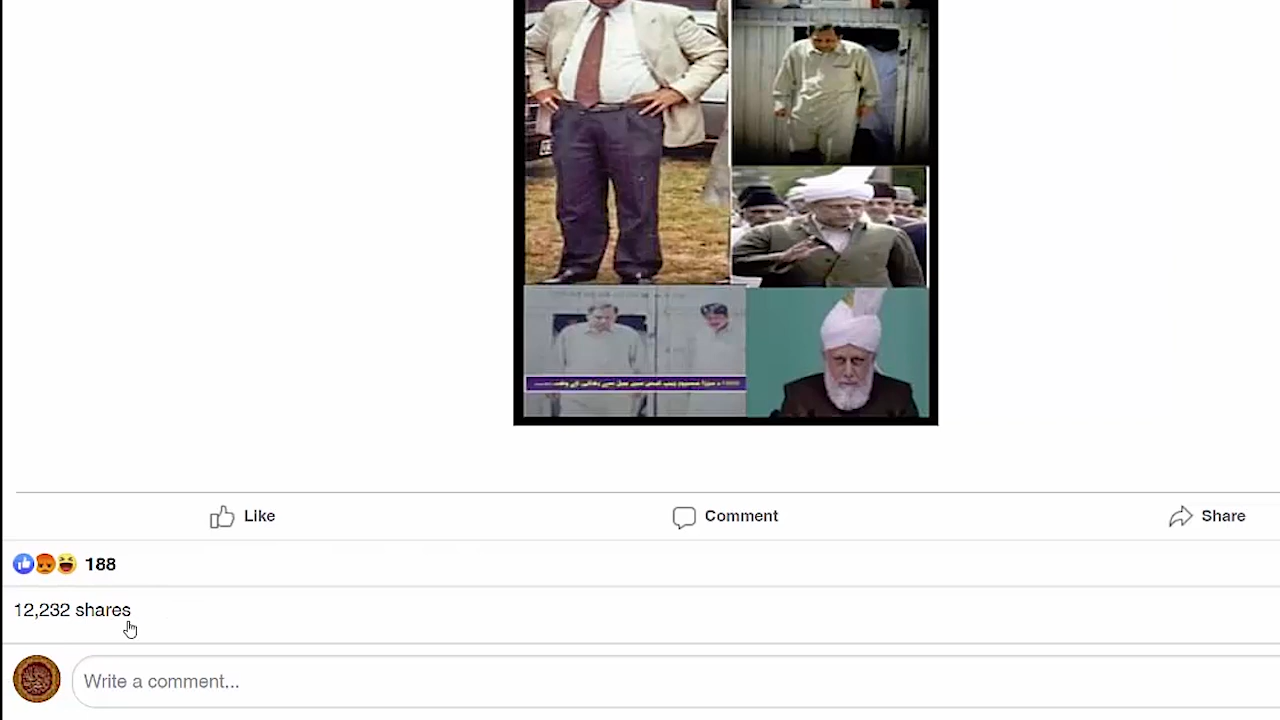 Like
Comment
Share
188
12,232 shares
Write a comment...